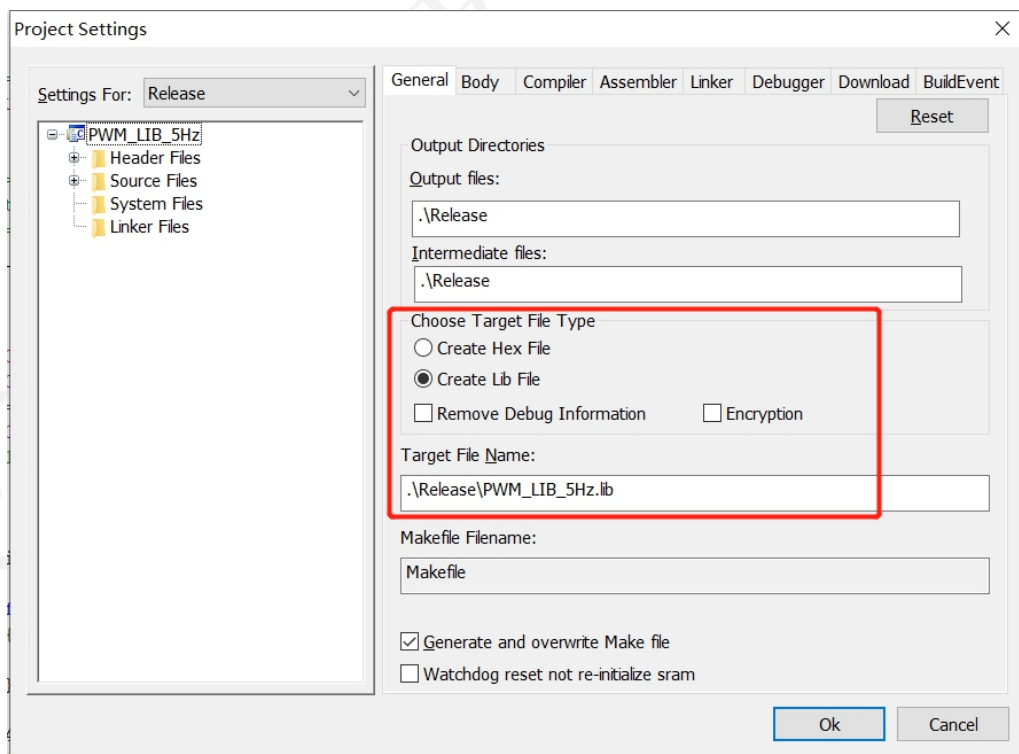 Project Settings
Settings For: Release
PWM_LIB_5Hz
Header Files
Source Files
System Files
Linker Files
General Body Compiler Assembler Linker Debugger Download BuildEvent
Reset
Output Directories
Output files:
.\Release
Intermediate files:
.\Release
Choose Target File Type
Create Hex File
Create Lib File
Remove Debug Information Encryption
Target File Name:
.\Release\PWM_LIB_5Hz.lib
Makefile Filename:
Makefile
Generate and overwrite Make file
Watchdog reset not re-initialize sram
Ok Cancel